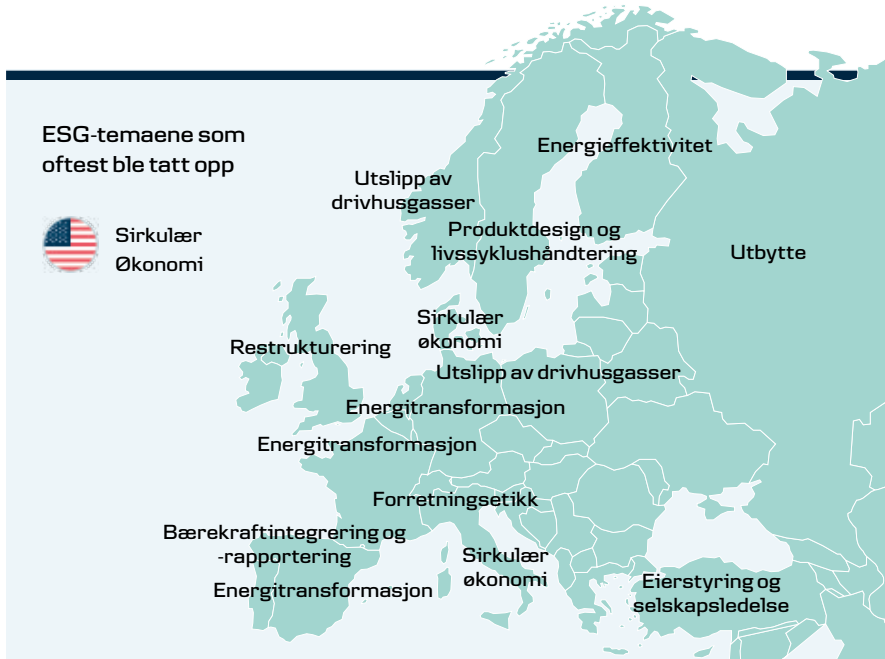 ESG-temaene som
oftest ble tatt opp
Sirkulær
Økonomi
Energieffektivitet
Utslipp av
drivhusgasser
Produktdesign og
livssyklushåndtering
Utbytte
Sirkulær
økonomi
Restrukturering
Utslipp av drivhusgasser
Energitransformasjon
Energitransformasjon
Forretningsetikk
Bærekraftintegrering og
-rapportering
Sirkulær
økonomi
Energitransformasjon
Eierstyring og
selskapsledelse